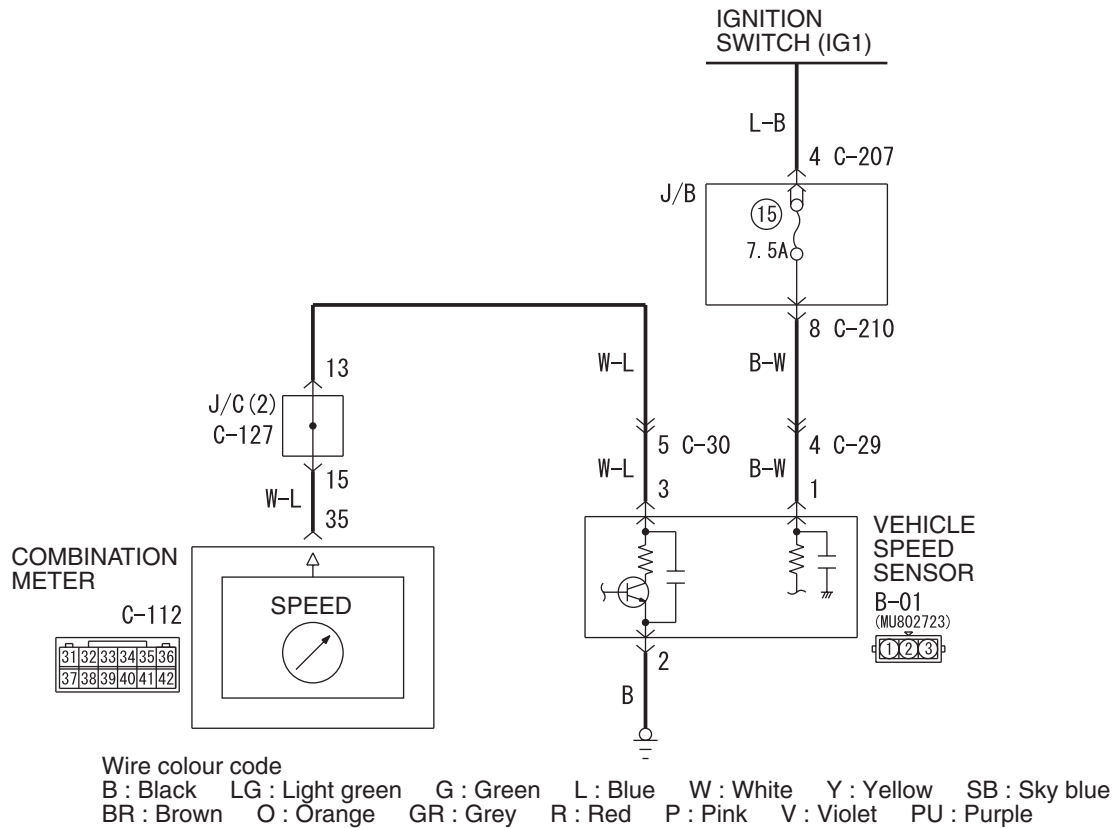 IGNITION
SWITCH (IG1)
L-B
4 C-207
J/B
15
7.5A
8 C-210
13
W-L
B-W
J/C(2)
C-127
5 C-30
4 C-29
W-L
B-W
15
3
1
W-L
35
VEHICLE
SPEED
SENSOR
COMBINATION
METER
B-01
(MU802723)
C-112
SPEED
1 2 3
31 32 33 34 35 36
37 38 39 40 41 42
2
B
Wire colour code
B : Black LG : Light green G : Green L : Blue W : White Y : Yellow SB : Sky blue
BR : Brown O : Orange GR : Grey R : Red P : Pink V : Violet PU : Purple